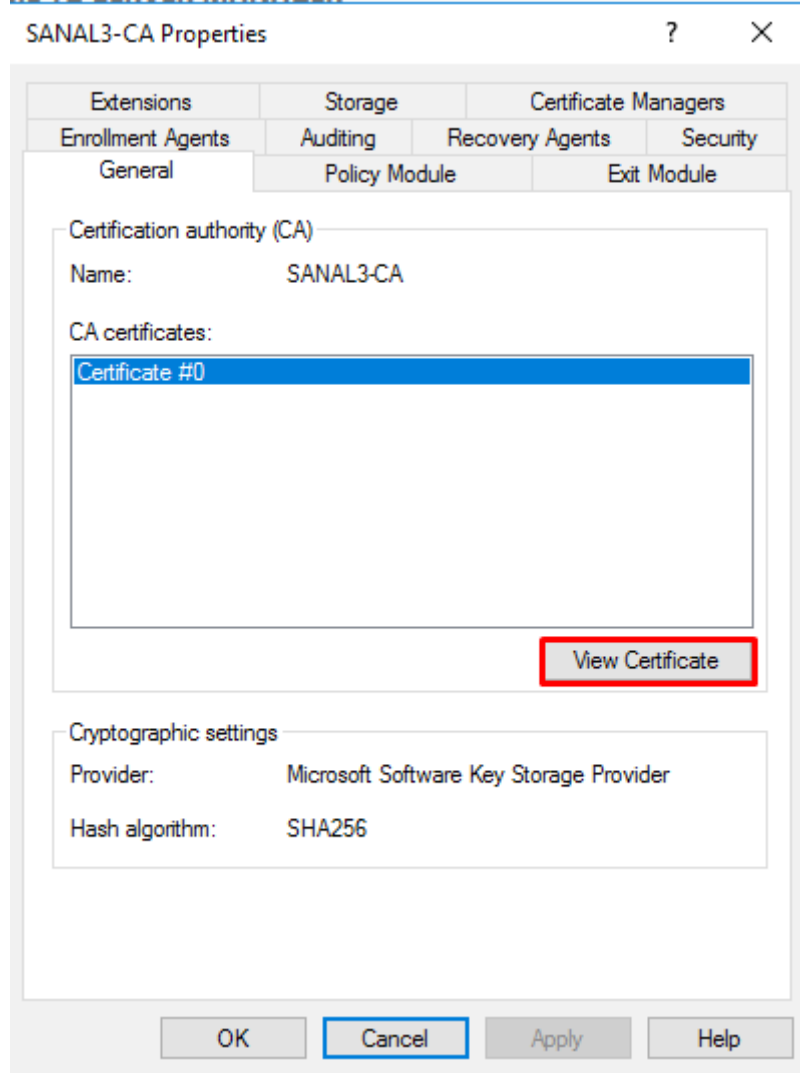 SANAL3-CA Properties ? ×
Extensions Storage Certificate Managers
Enrollment Agents Auditing Recovery Agents Security
General Policy Module Exit Module
Certification authority (CA)
Name: SANAL3-CA
CA certificates:
Certificate #0
View Certificate
Cryptographic settings
Provider: Microsoft Software Key Storage Provider
Hash algorithm: SHA256
OK Cancel Apply Help